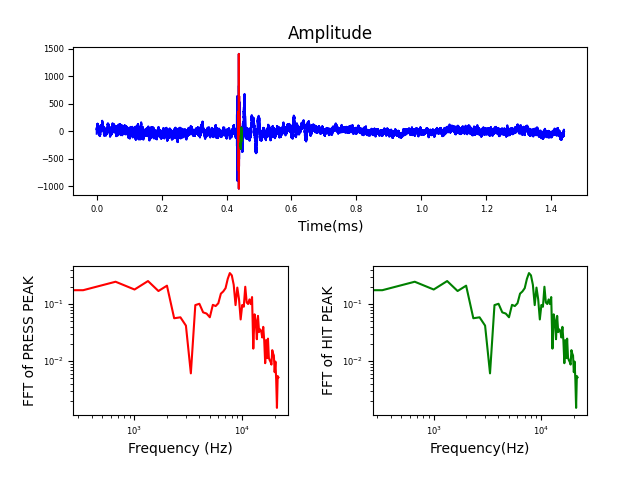 Amplitude
1500
1000
500
0
−500
−1000
0.0 0.2 0.4 0.6 0.8 1.0 1.2 1.4
Time(ms)
FFT of PRESS PEAK
10⁻¹
10⁻²
10³ 10⁴
Frequency (Hz)
FFT of HIT PEAK
10⁻¹
10⁻²
10³ 10⁴
Frequency(Hz)